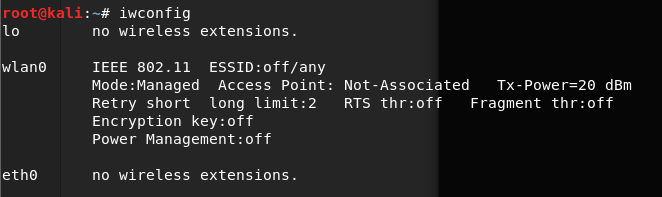 root@kali:~# iwconfig
lo        no wireless extensions.
wlan0     IEEE 802.11  ESSID:off/any
          Mode:Managed  Access Point: Not-Associated   Tx-Power=20 dBm
          Retry short  long limit:2   RTS thr:off   Fragment thr:off
          Encryption key:off
          Power Management:off
eth0      no wireless extensions.